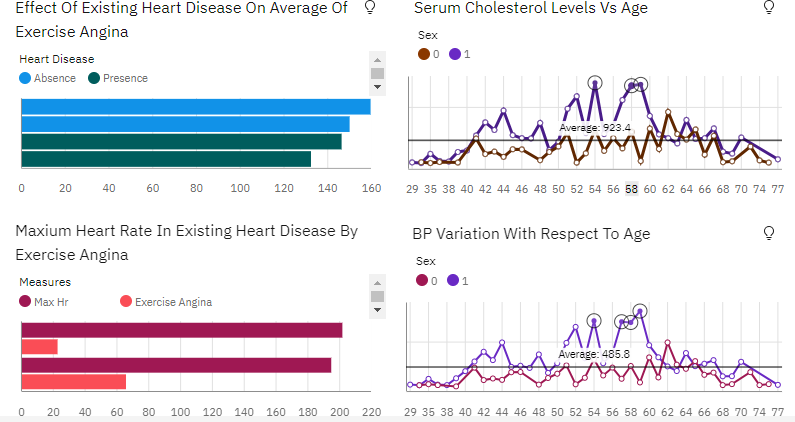 Effect Of Existing Heart Disease On Average Of
Exercise Angina
Heart Disease
Absence Presence
0 20 40 60 80 100 120 140 160
Serum Cholesterol Levels Vs Age
Sex
0 1
Average: 923.4
29 35 38 40 42 44 46 48 50 52 54 56 58 60 62 64 66 68 70 74 77
Maxium Heart Rate In Existing Heart Disease By
Exercise Angina
Measures
Max Hr Exercise Angina
0 20 40 60 80 100 120 140 160 180 200 220
BP Variation With Respect To Age
Sex
0 1
Average: 485.8
29 35 38 40 42 44 46 48 50 52 54 56 58 60 62 64 66 68 70 74 77